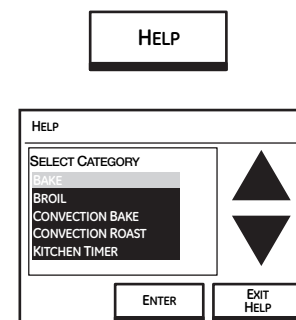 HELP
HELP
SELECT CATEGORY
BAKE
BROIL
CONVECTION BAKE
CONVECTION ROAST
KITCHEN TIMER
ENTER
EXIT
HELP